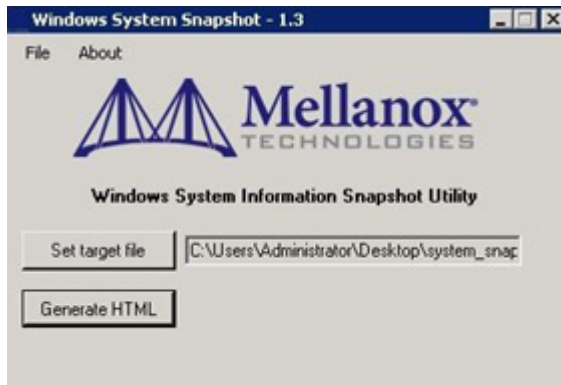 Windows System Snapshot - 1.3
File About
Mellanox
TECHNOLOGIES
Windows System Information Snapshot Utility
Set target file C:\Users\Administrator\Desktop\system_snap
Generate HTML